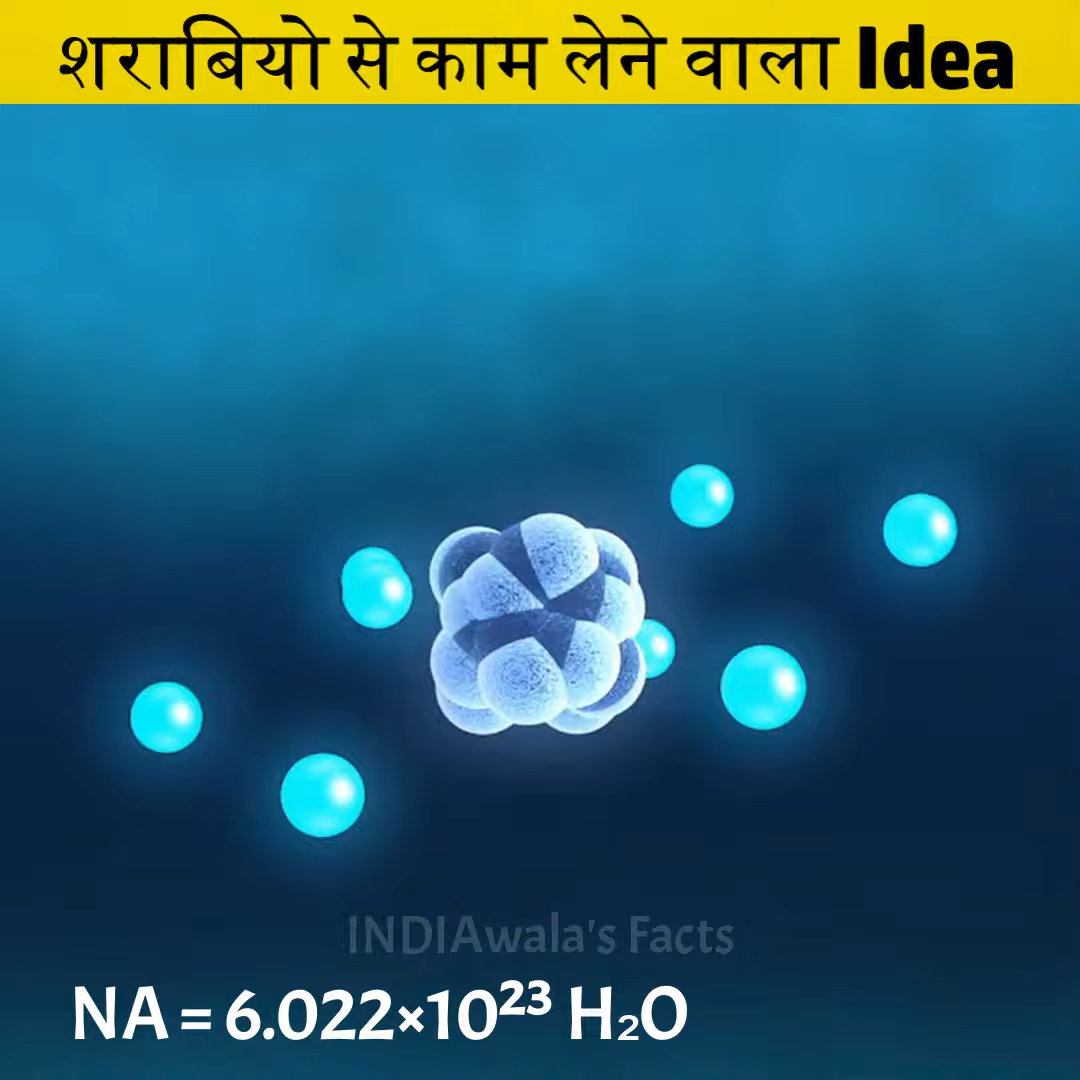 शराबियो से काम लेने वाला Idea
INDIAwala's Facts
NA = 6.022×10²³ H₂O